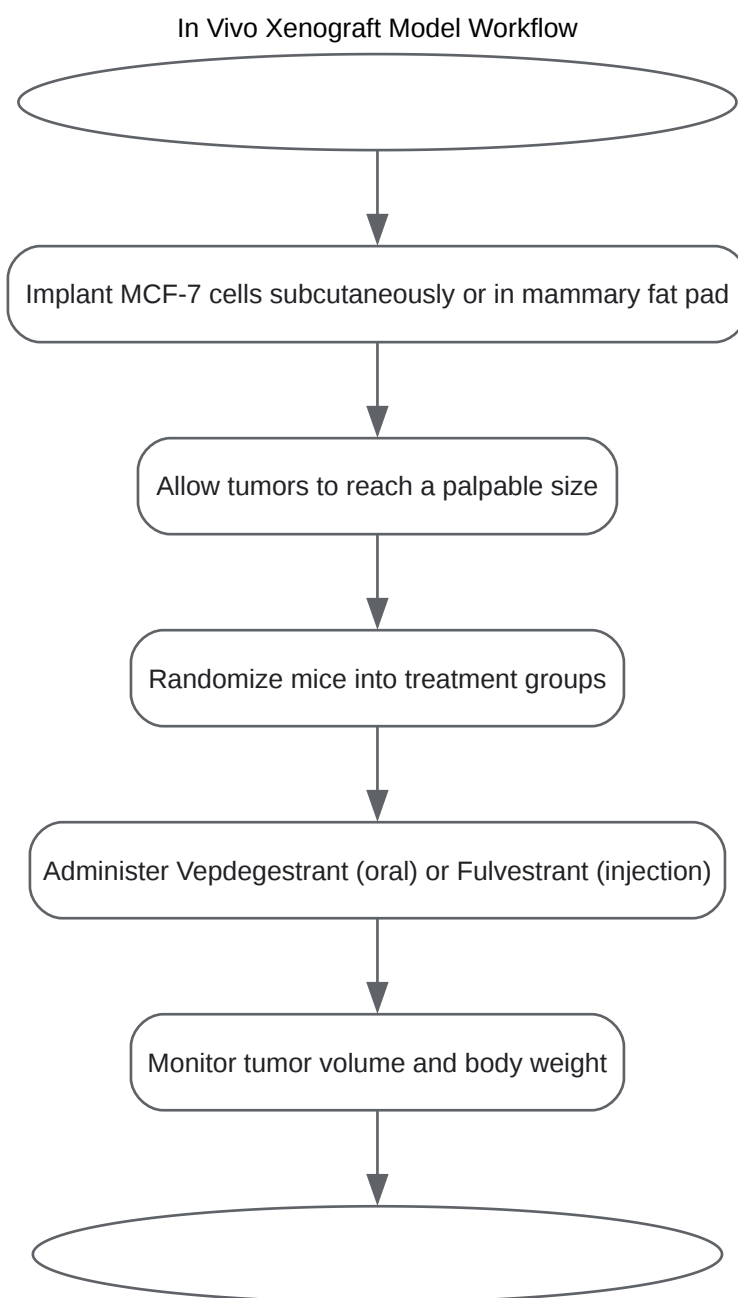 In Vivo Xenograft Model Workflow
Implant MCF-7 cells subcutaneously or in mammary fat pad
Allow tumors to reach a palpable size
Randomize mice into treatment groups
Administer Vepdegestrant (oral) or Fulvestrant (injection)
Monitor tumor volume and body weight